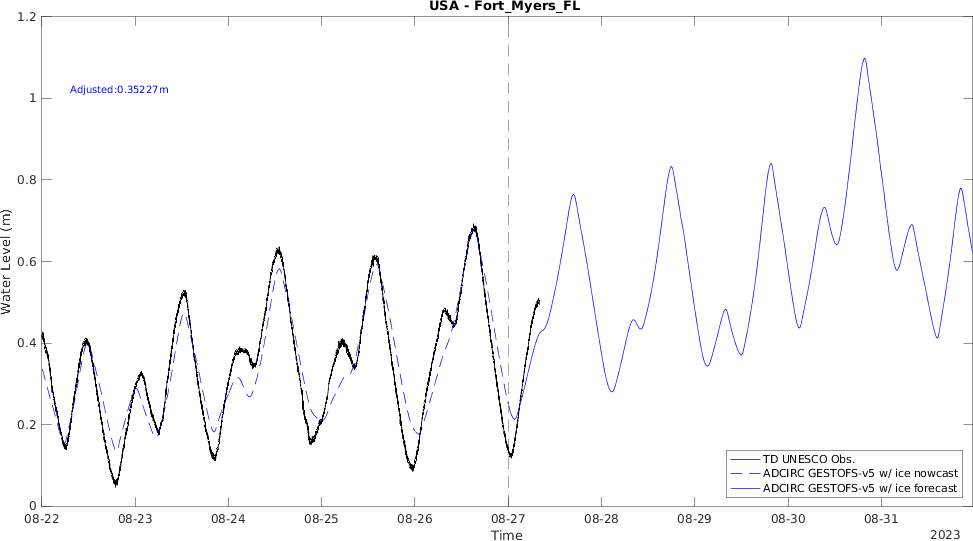 USA - Fort_Myers_FL
1.2
1
0.8
0.6
0.4
0.2
0
Water Level (m)
Adjusted:0.35227m
TD UNESCO Obs.
ADCIRC GESTOFS-v5 w/ ice nowcast
ADCIRC GESTOFS-v5 w/ ice forecast
08-22 08-23 08-24 08-25 08-26 08-27 08-28 08-29 08-30 08-31
Time
2023